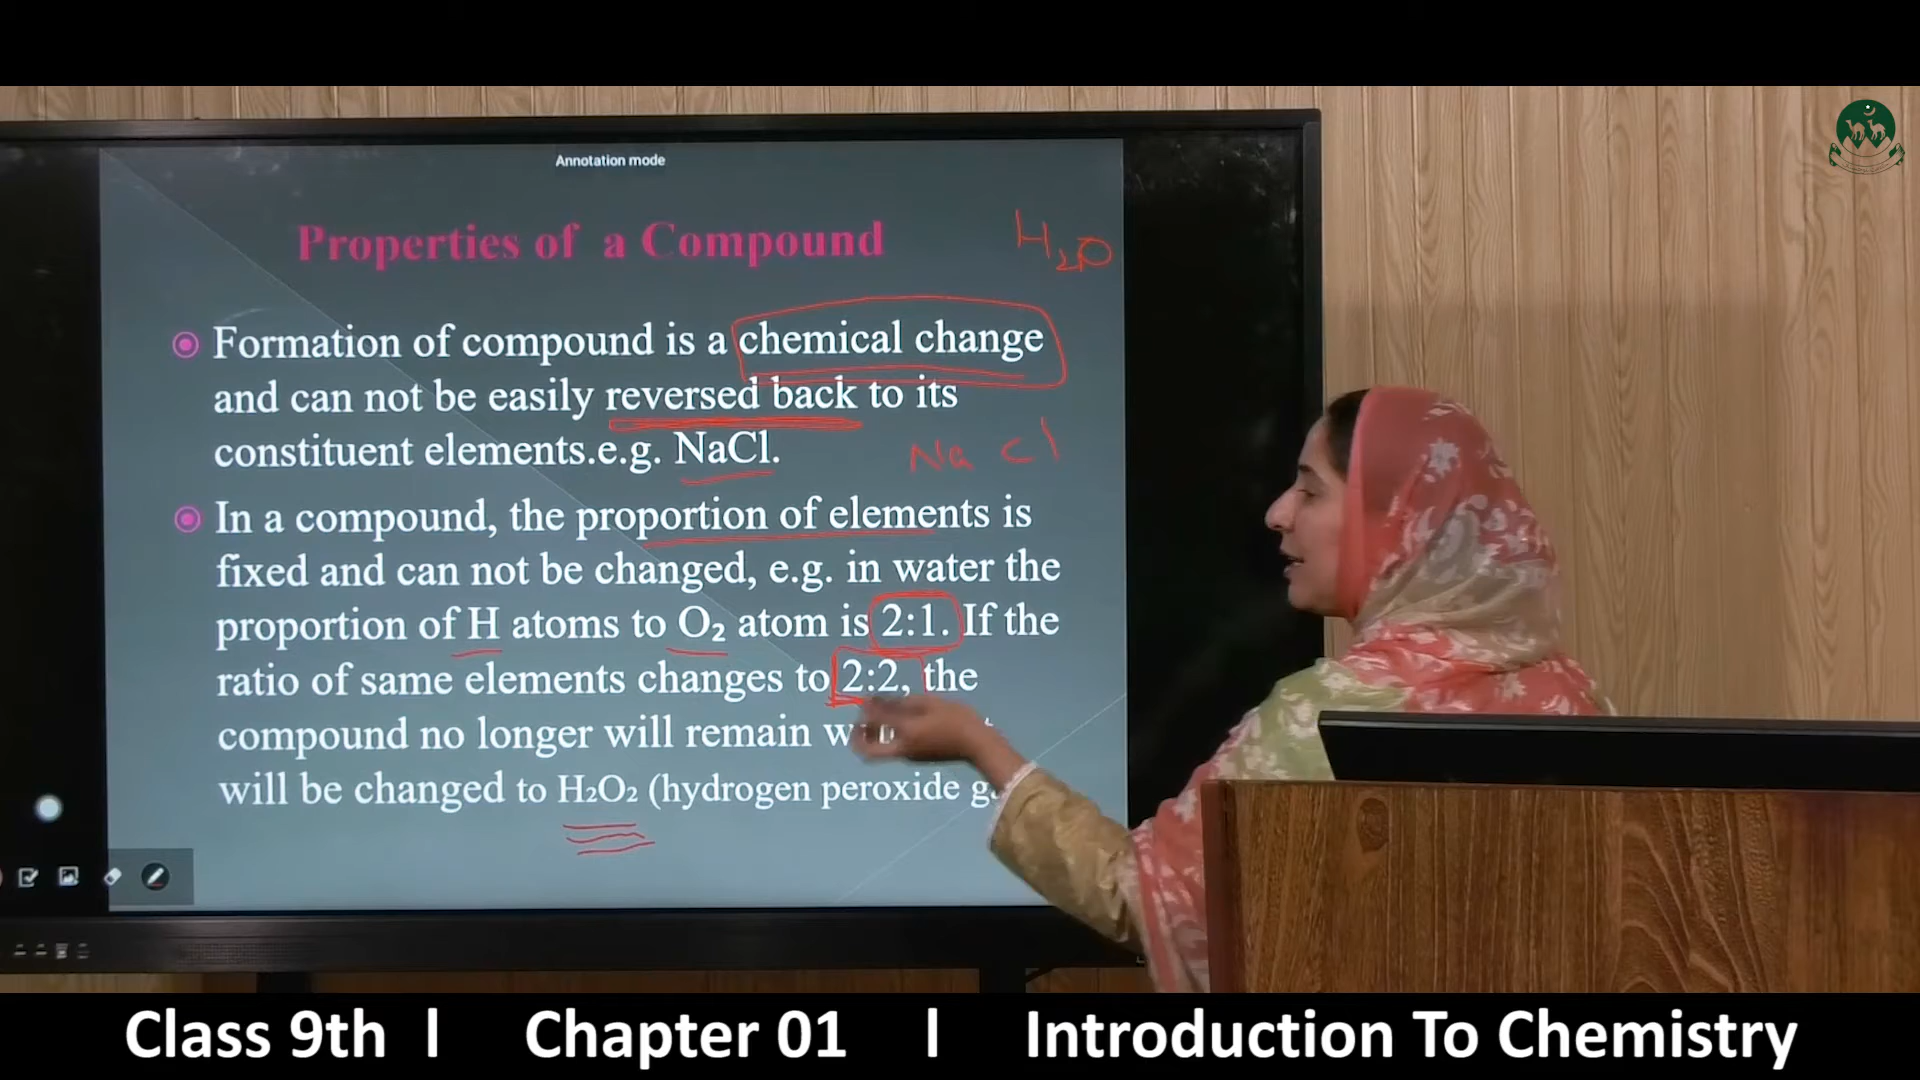 Annotation mode
Properties of a Compound
H₂O
Formation of compound is a chemical change
and can not be easily reversed back to its
constituent elements.e.g. NaCl.
Na Cl
In a compound, the proportion of elements is
fixed and can not be changed, e.g. in water the
proportion of H atoms to O₂ atom is 2:1. If the
ratio of same elements changes to 2:2, the
compound no longer will remain
will be changed to H₂O₂ (hydrogen peroxide
Class 9th l Chapter 01 l Introduction To Chemistry